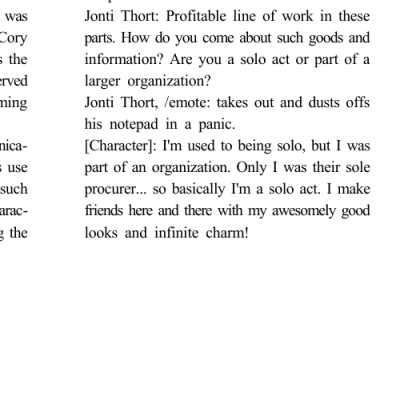 was
Cory
the
erved
ming
nica-
use
such
arac-
the
Jonti Thort: Profitable line of work in these
parts. How do you come about such goods and
information? Are you a solo act or part of a
larger organization?
Jonti Thort, /emote: takes out and dusts offs
his notepad in a panic.
[Character]: I'm used to being solo, but I was
part of an organization. Only I was their sole
procurer... so basically I'm a solo act. I make
friends here and there with my awesomely good
looks and infinite charm!